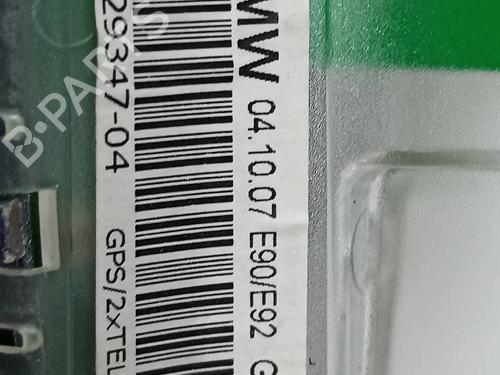 MW 04.10.07 E90/E92 G
29347-04 GPS/2xTEL
B-PARTS